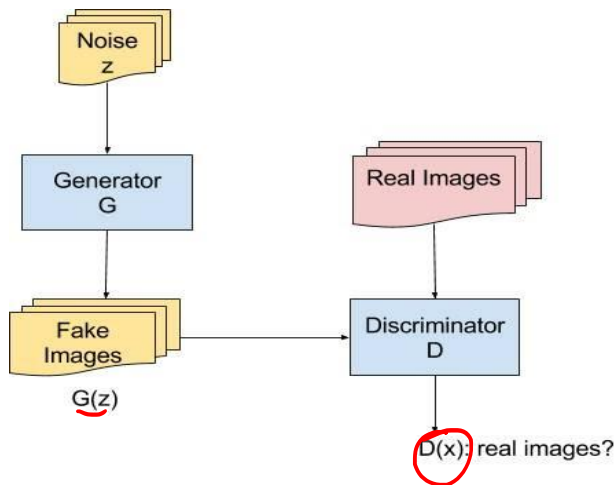 Noise
z
Generator
G
Real Images
Fake
Images
Discriminator
D
G(z)
D(x): real images?